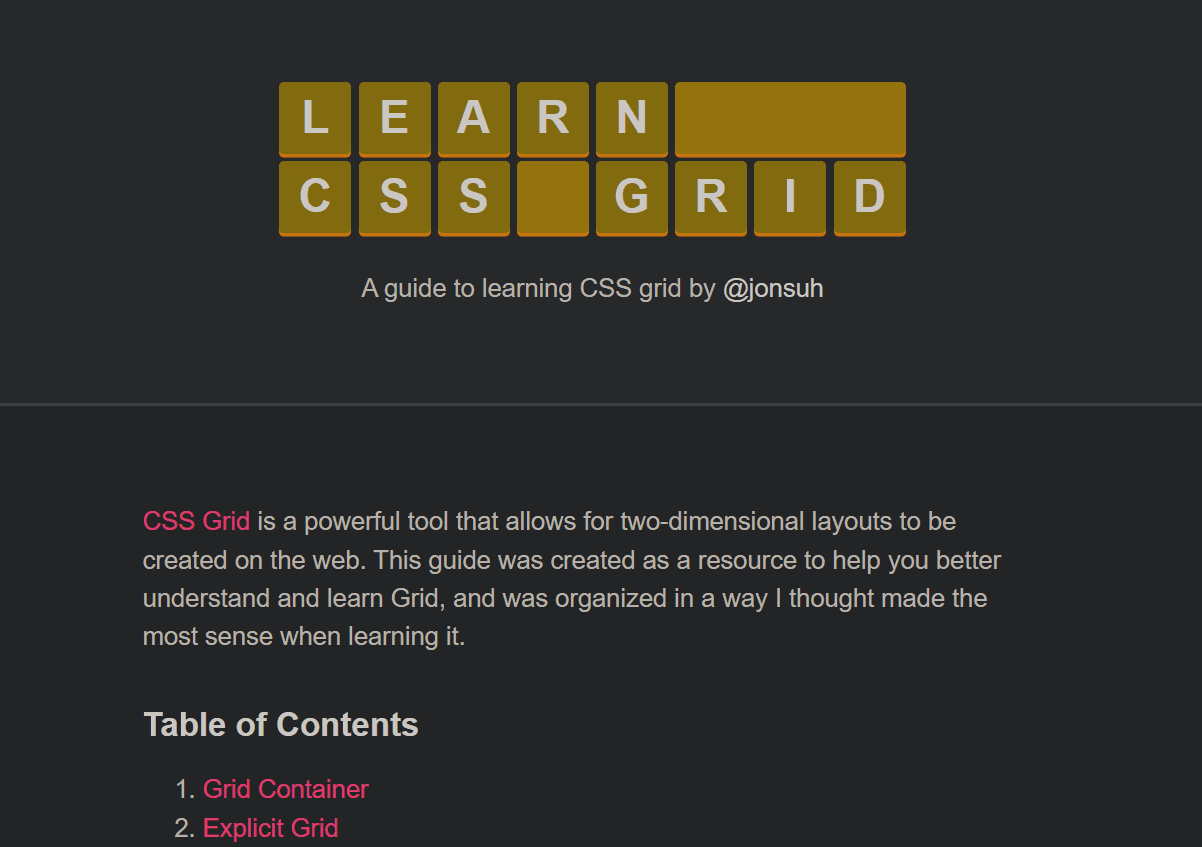 LEARN
CSS GRID
A guide to learning CSS grid by @jonsuh
CSS Grid is a powerful tool that allows for two-dimensional layouts to be
created on the web. This guide was created as a resource to help you better
understand and learn Grid, and was organized in a way I thought made the
most sense when learning it.
Table of Contents
1. Grid Container
2. Explicit Grid